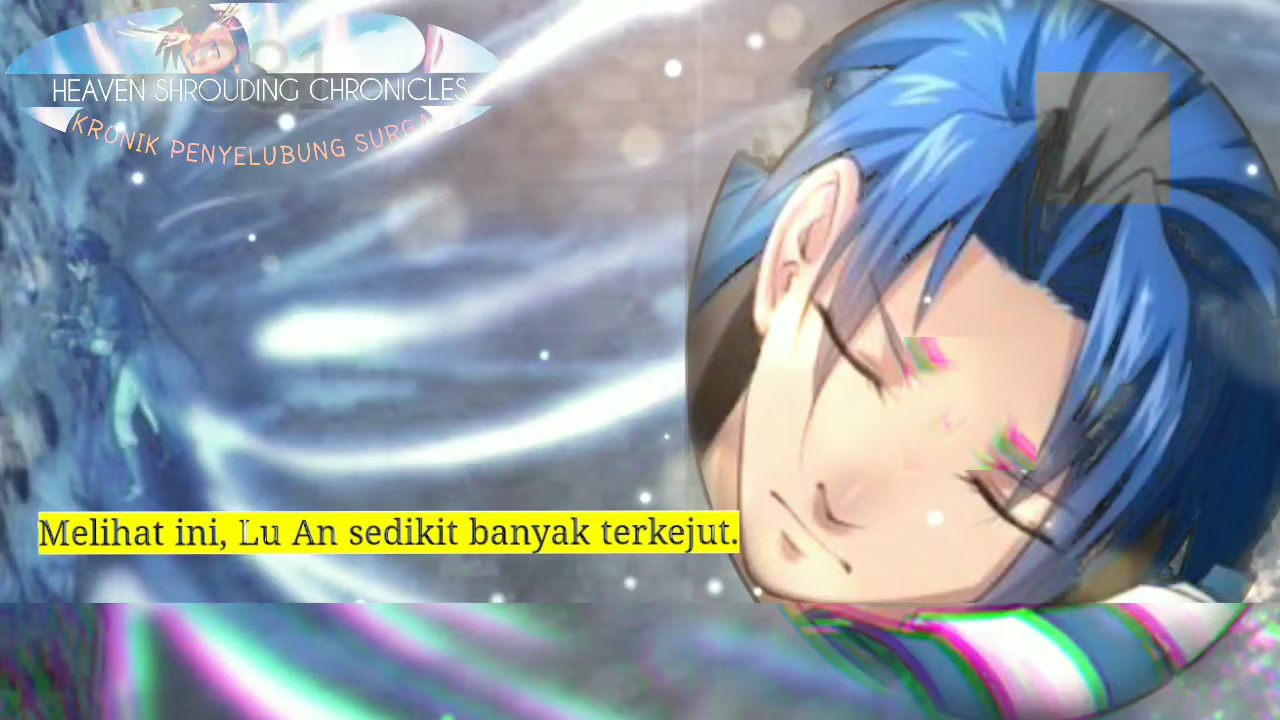 HEAVEN SHROUDING CHRONICLES
KRONIK PENYELUBUNG SURGA
Melihat ini, Lu An sedikit banyak terkejut.